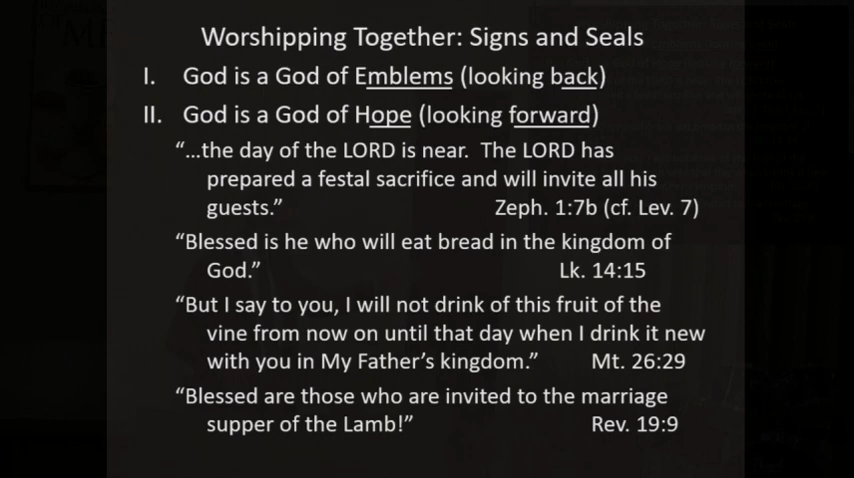 Worshipping Together: Signs and Seals
I. God is a God of Emblems (looking back)
II. God is a God of Hope (looking forward)
“…the day of the LORD is near. The LORD has
prepared a festal sacrifice and will invite all his
guests.” Zeph. 1:7b (cf. Lev. 7)
“Blessed is he who will eat bread in the kingdom of
God.” Lk. 14:15
“But I say to you, I will not drink of this fruit of the
vine from now on until that day when I drink it new
with you in My Father’s kingdom.” Mt. 26:29
“Blessed are those who are invited to the marriage
supper of the Lamb!” Rev. 19:9